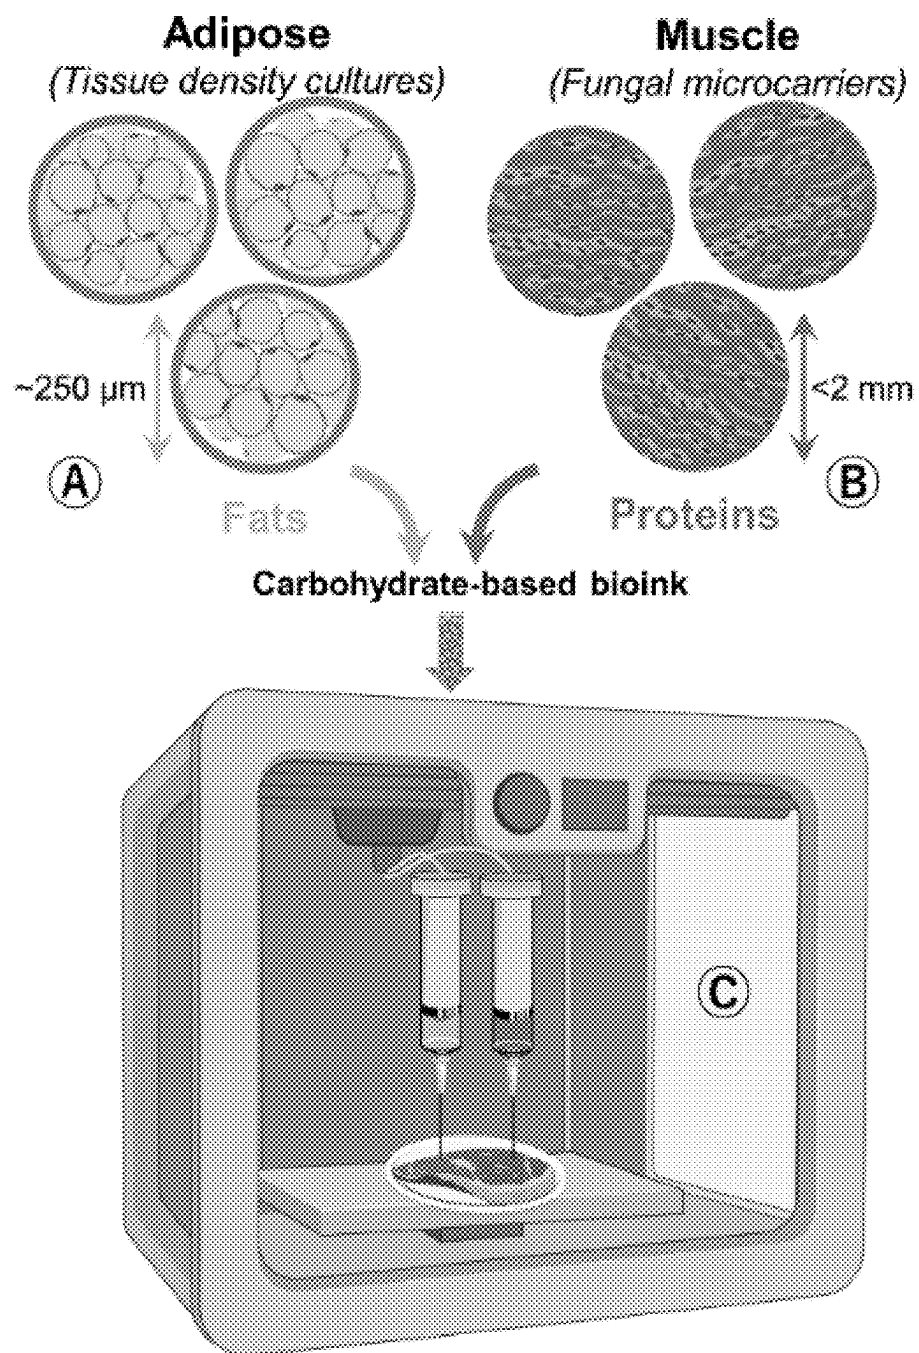 Adipose
(Tissue density cultures)
Muscle
(Fungal microcarriers)
~250 µm
<2 mm
A
B
Fats
Proteins
Carbohydrate-based bioink
C